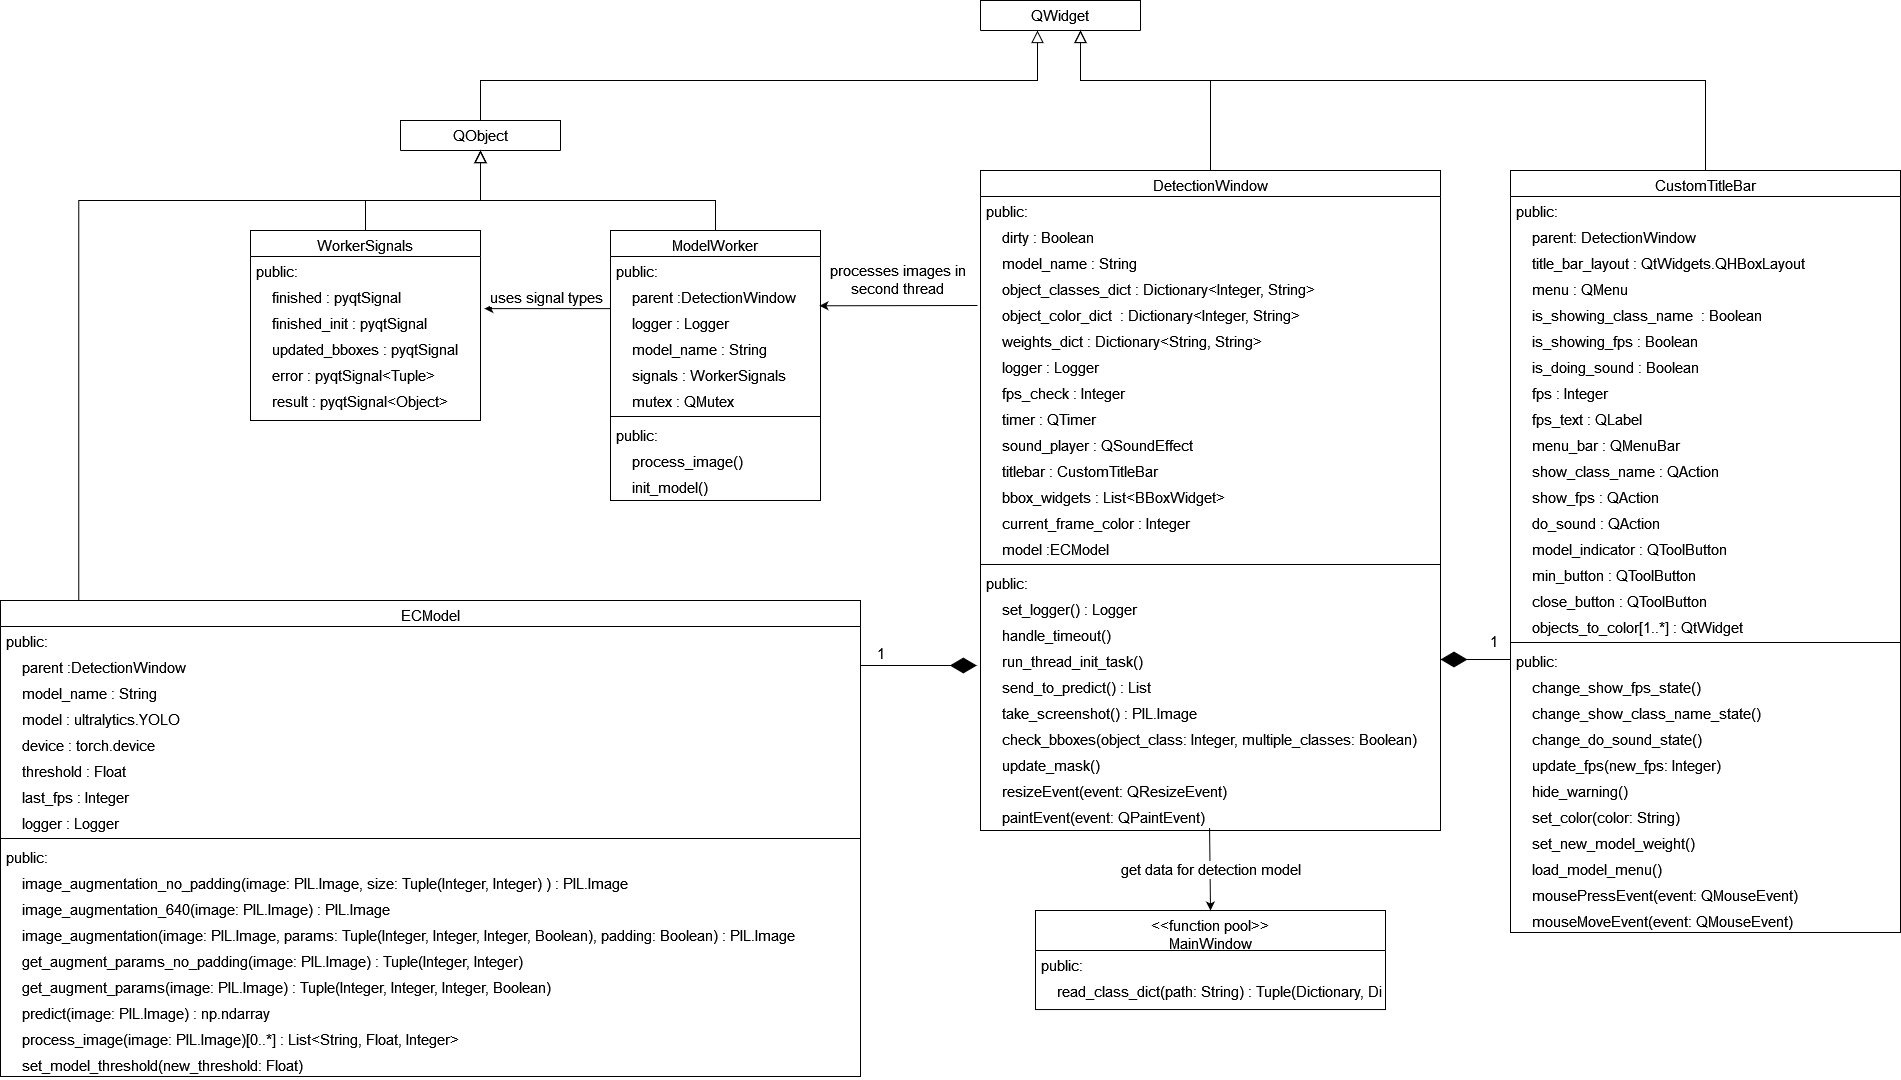 QWidget
QObject
WorkerSignals
public:
finished : pyqtSignal
finished_init : pyqtSignal
updated_bboxes : pyqtSignal
error : pyqtSignal<Tuple>
result : pyqtSignal<Object>
uses signal types
ModelWorker
public:
parent :DetectionWindow
logger : Logger
model_name : String
signals : WorkerSignals
mutex : QMutex
public:
process_image()
init_model()
processes images in
second thread
DetectionWindow
public:
dirty : Boolean
model_name : String
object_classes_dict : Dictionary<Integer, String>
object_color_dict  : Dictionary<Integer, String>
weights_dict : Dictionary<String, String>
logger : Logger
fps_check : Integer
timer : QTimer
sound_player : QSoundEffect
titlebar : CustomTitleBar
bbox_widgets : List<BBoxWidget>
current_frame_color : Integer
model :ECModel
public:
set_logger() : Logger
handle_timeout()
run_thread_init_task()
send_to_predict() : List
take_screenshot() : PIL.Image
check_bboxes(object_class: Integer, multiple_classes: Boolean)
update_mask()
resizeEvent(event: QResizeEvent)
paintEvent(event: QPaintEvent)
CustomTitleBar
public:
parent: DetectionWindow
title_bar_layout : QtWidgets.QHBoxLayout
menu : QMenu
is_showing_class_name  : Boolean
is_showing_fps : Boolean
is_doing_sound : Boolean
fps : Integer
fps_text : QLabel
menu_bar : QMenuBar
show_class_name : QAction
show_fps : QAction
do_sound : QAction
model_indicator : QToolButton
min_button : QToolButton
close_button : QToolButton
objects_to_color[1..*] : QtWidget
public:
change_show_fps_state()
change_show_class_name_state()
change_do_sound_state()
update_fps(new_fps: Integer)
hide_warning()
set_color(color: String)
set_new_model_weight()
load_model_menu()
mousePressEvent(event: QMouseEvent)
mouseMoveEvent(event: QMouseEvent)
1
1
ECModel
public:
parent :DetectionWindow
model_name : String
model : ultralytics.YOLO
device : torch.device
threshold : Float
last_fps : Integer
logger : Logger
public:
image_augmentation_no_padding(image: PIL.Image, size: Tuple(Integer, Integer) ) : PIL.Image
image_augmentation_640(image: PIL.Image) : PIL.Image
image_augmentation(image: PIL.Image, params: Tuple(Integer, Integer, Integer, Boolean), padding: Boolean) : PIL.Image
get_augment_params_no_padding(image: PIL.Image) : Tuple(Integer, Integer)
get_augment_params(image: PIL.Image) : Tuple(Integer, Integer, Integer, Boolean)
predict(image: PIL.Image) : np.ndarray
process_image(image: PIL.Image)[0..*] : List<String, Float, Integer>
set_model_threshold(new_threshold: Float)
get data for detection model
<<function pool>>
MainWindow
public:
read_class_dict(path: String) : Tuple(Dictionary, Di